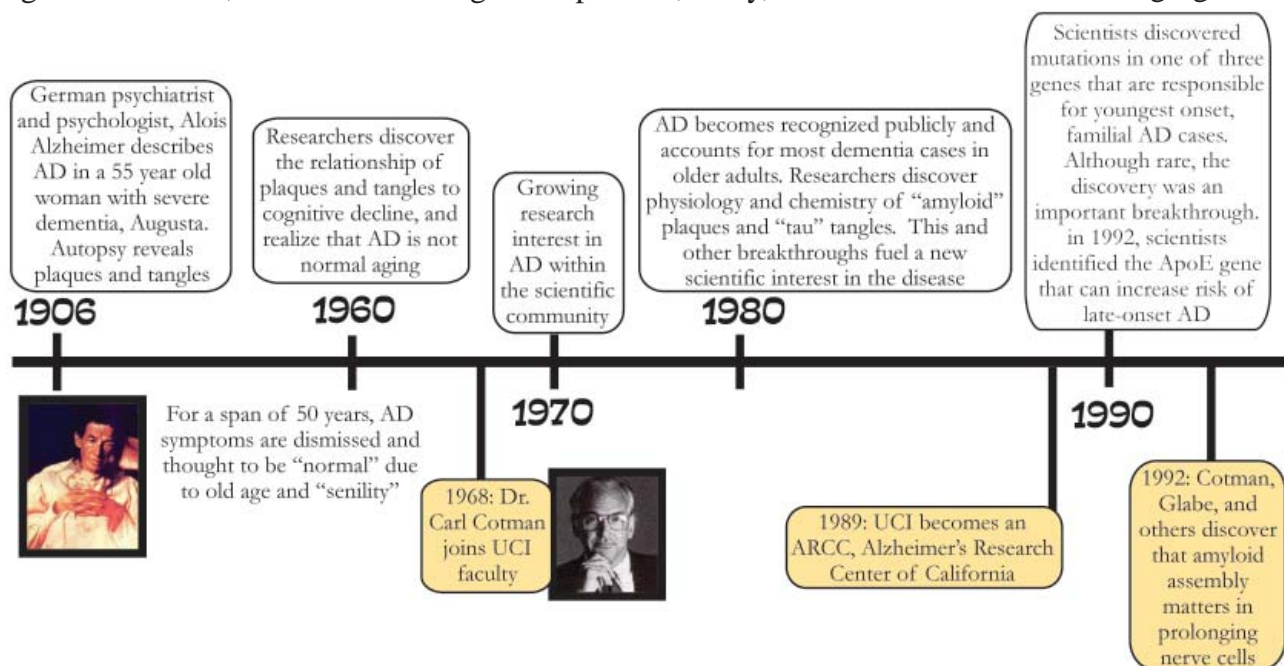 German psychiatrist
and psychologist, Alois
Alzheimer describes
AD in a 55 year old
woman with severe
dementia, Augusta.
Autopsy reveals
plaques and tangles
1906
For a span of 50 years, AD
symptoms are dismissed and
thought to be “normal” due
to old age and “senility”
Researchers discover
the relationship of
plaques and tangles to
cognitive decline, and
realize that AD is not
normal aging
1960
1968: Dr.
Carl Cotman
joins UCI
faculty
Growing
research
interest in
AD within
the scientific
community
1970
AD becomes recognized publicly and
accounts for most dementia cases in
older adults. Researchers discover
physiology and chemistry of “amyloid”
plaques and “tau” tangles. This and
other breakthroughs fuel a new
scientific interest in the disease
1980
1989: UCI becomes an
ARCC, Alzheimer’s Research
Center of California
Scientists discovered
mutations in one of three
genes that are responsible
for youngest onset,
familial AD cases.
Although rare, the
discovery was an
important breakthrough.
in 1992, scientists
identified the ApoE gene
that can increase risk of
late-onset AD
1990
1992: Cotman,
Glabe, and
others discover
that amyloid
assembly
matters in
prolonging
nerve cells